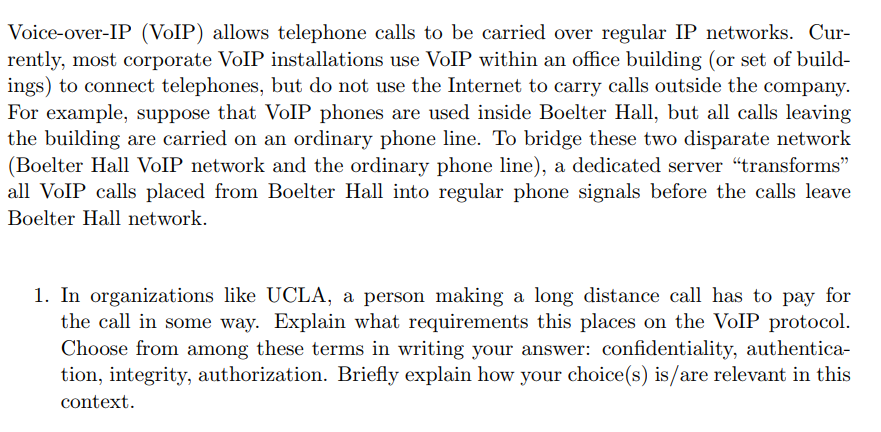 Voice-over-IP (VoIP) allows telephone calls to be carried over regular IP networks. Cur-
rently, most corporate VoIP installations use VoIP within an office building (or set of build-
ings) to connect telephones, but do not use the Internet to carry calls outside the company.
For example, suppose that VoIP phones are used inside Boelter Hall, but all calls leaving
the building are carried on an ordinary phone line. To bridge these two disparate network
(Boelter Hall VoIP network and the ordinary phone line), a dedicated server “transforms”
all VoIP calls placed from Boelter Hall into regular phone signals before the calls leave
Boelter Hall network.
1. In organizations like UCLA, a person making a long distance call has to pay for
the call in some way. Explain what requirements this places on the VoIP protocol.
Choose from among these terms in writing your answer: confidentiality, authentica-
tion, integrity, authorization. Briefly explain how your choice(s) is/are relevant in this
context.